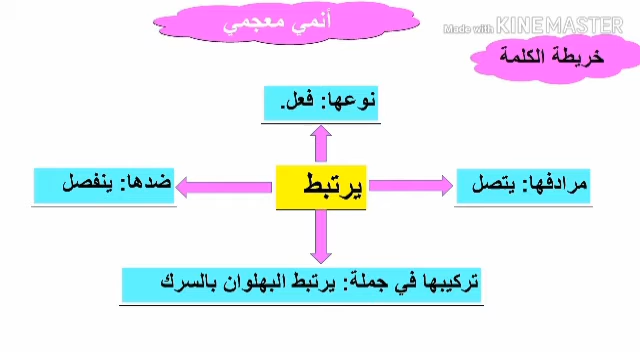 أنمي معجمي
Made with KINEMASTER
خريطة الكلمة
نوعها: فعل.
مرادفها: يتصل
يرتبط
ضدها: ينفصل
تركيبها في جملة: يرتبط البهلوان بالسرك